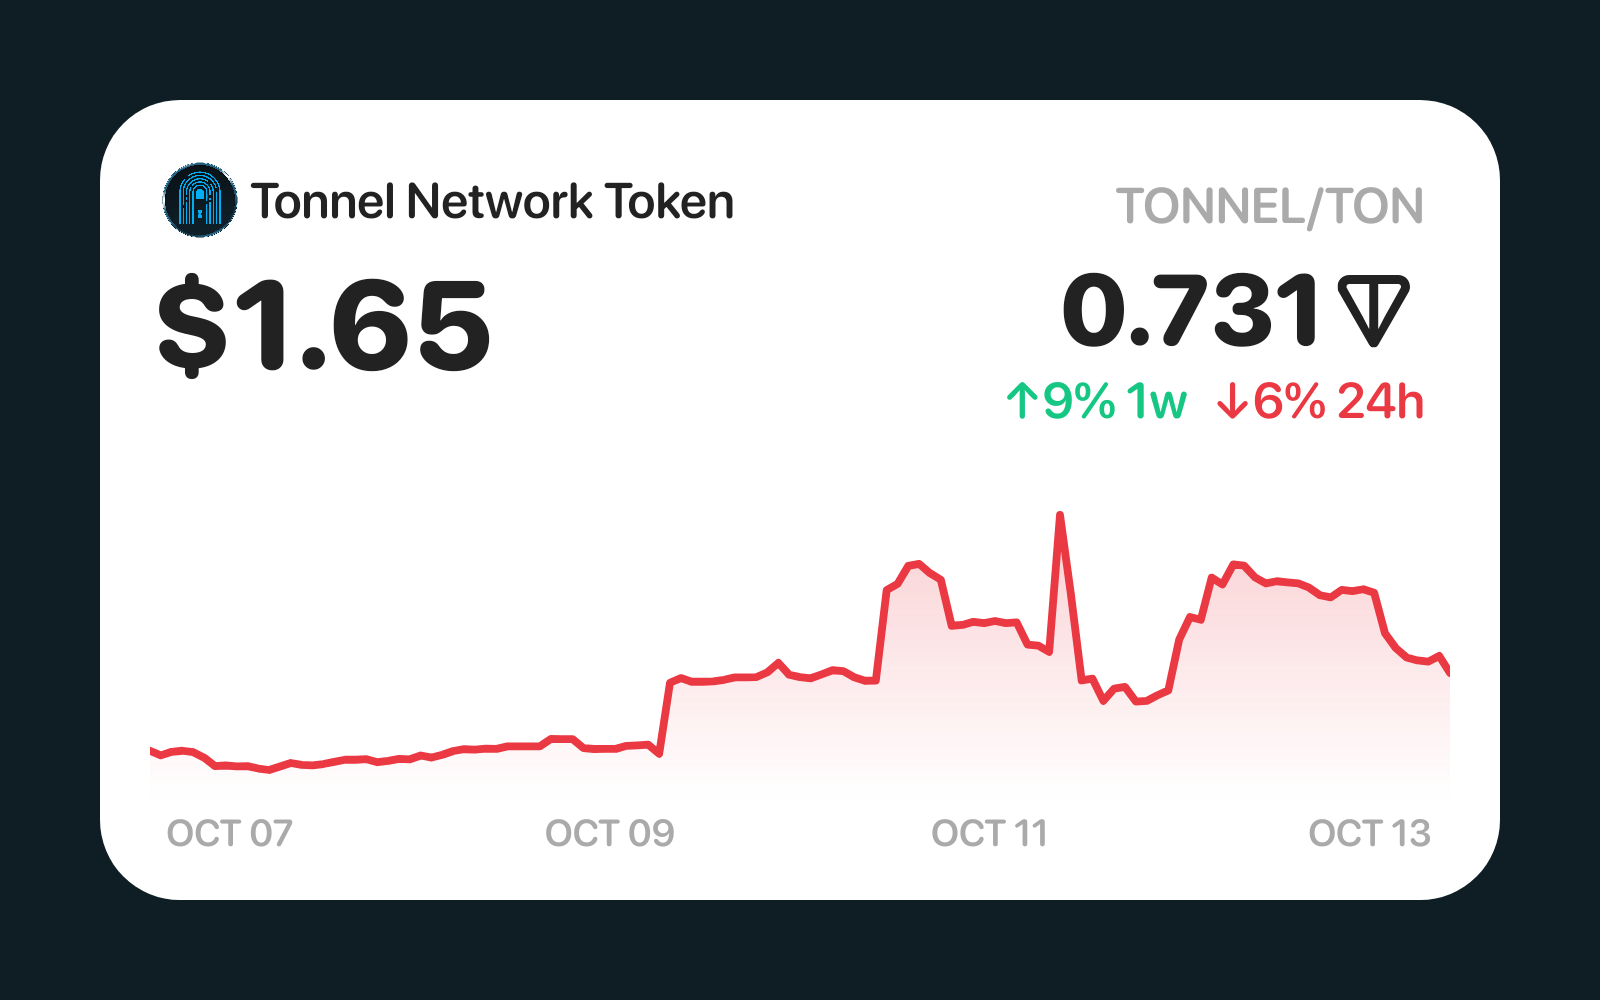 Tonnel Network Token
TONNEL/TON
$1.65
0.731
↑9% 1w ↓6% 24h
OCT 07
OCT 09
OCT 11
OCT 13